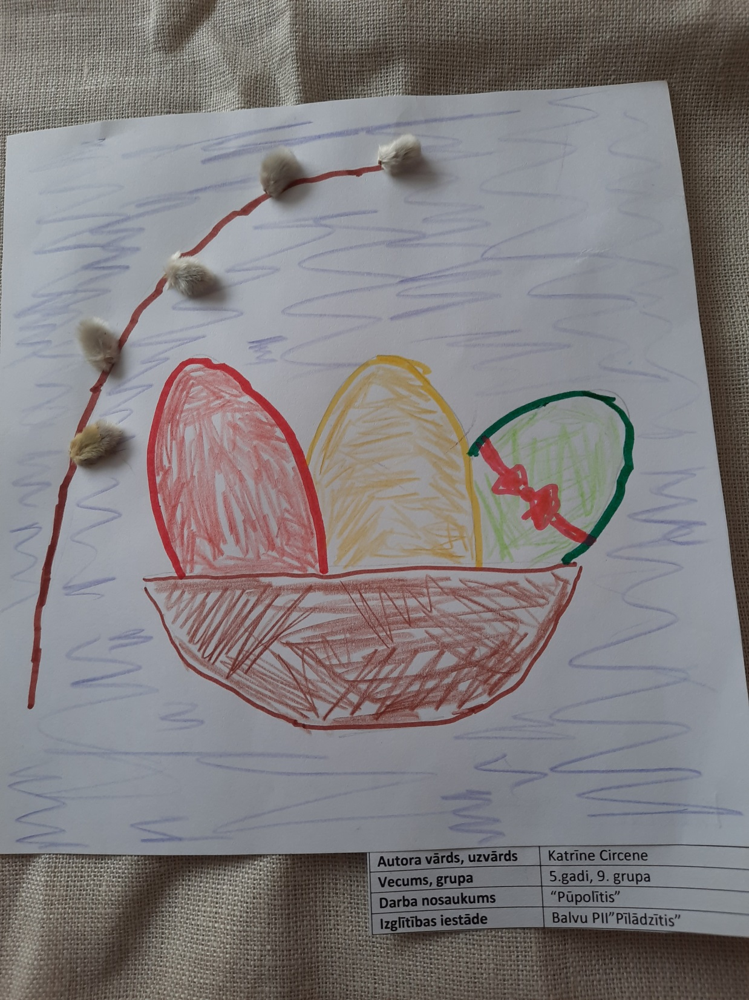 Autora vārds, uzvārds Katrīne Circene
Vecums, grupa 5.gadi, 9. grupa
Darba nosaukums “Pūpolītis”
Izglītības iestāde Balvu PII”Pīlādzītis”